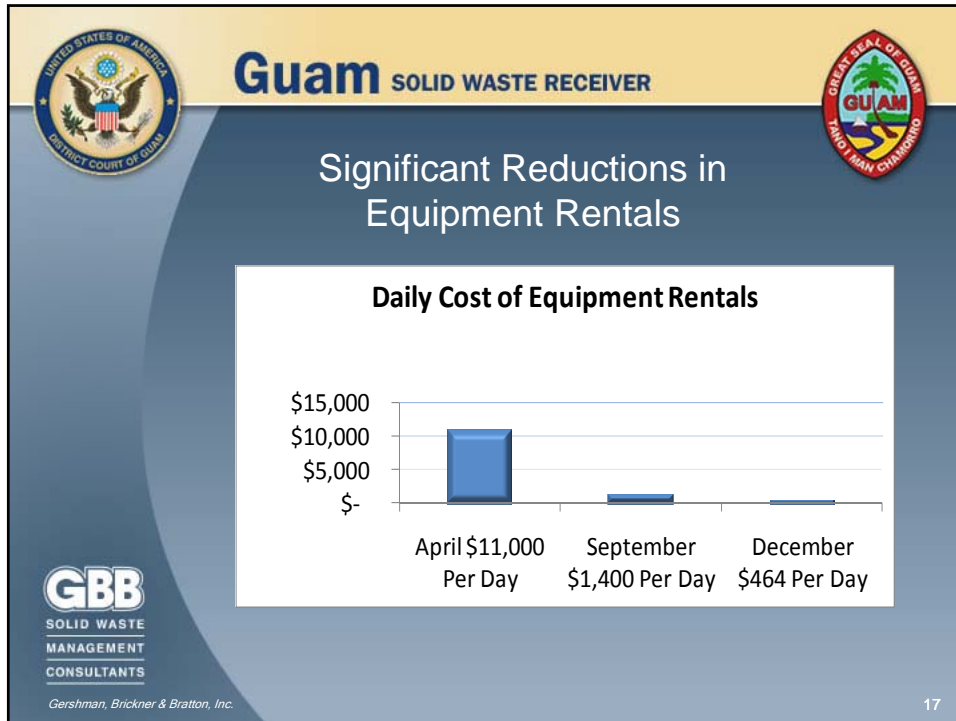 UNITED STATES OF AMERICA
DISTRICT COURT OF GUAM
Guam SOLID WASTE RECEIVER
GREAT SEAL OF GUAM
GUAM
TANO I MAN CHAMORRO
Significant Reductions in
Equipment Rentals
Daily Cost of Equipment Rentals
$15,000
$10,000
$5,000
$-
April $11,000
Per Day
September
$1,400 Per Day
December
$464 Per Day
GBB
SOLID WASTE
MANAGEMENT
CONSULTANTS
Gershman, Brickner & Bratton, Inc.
17